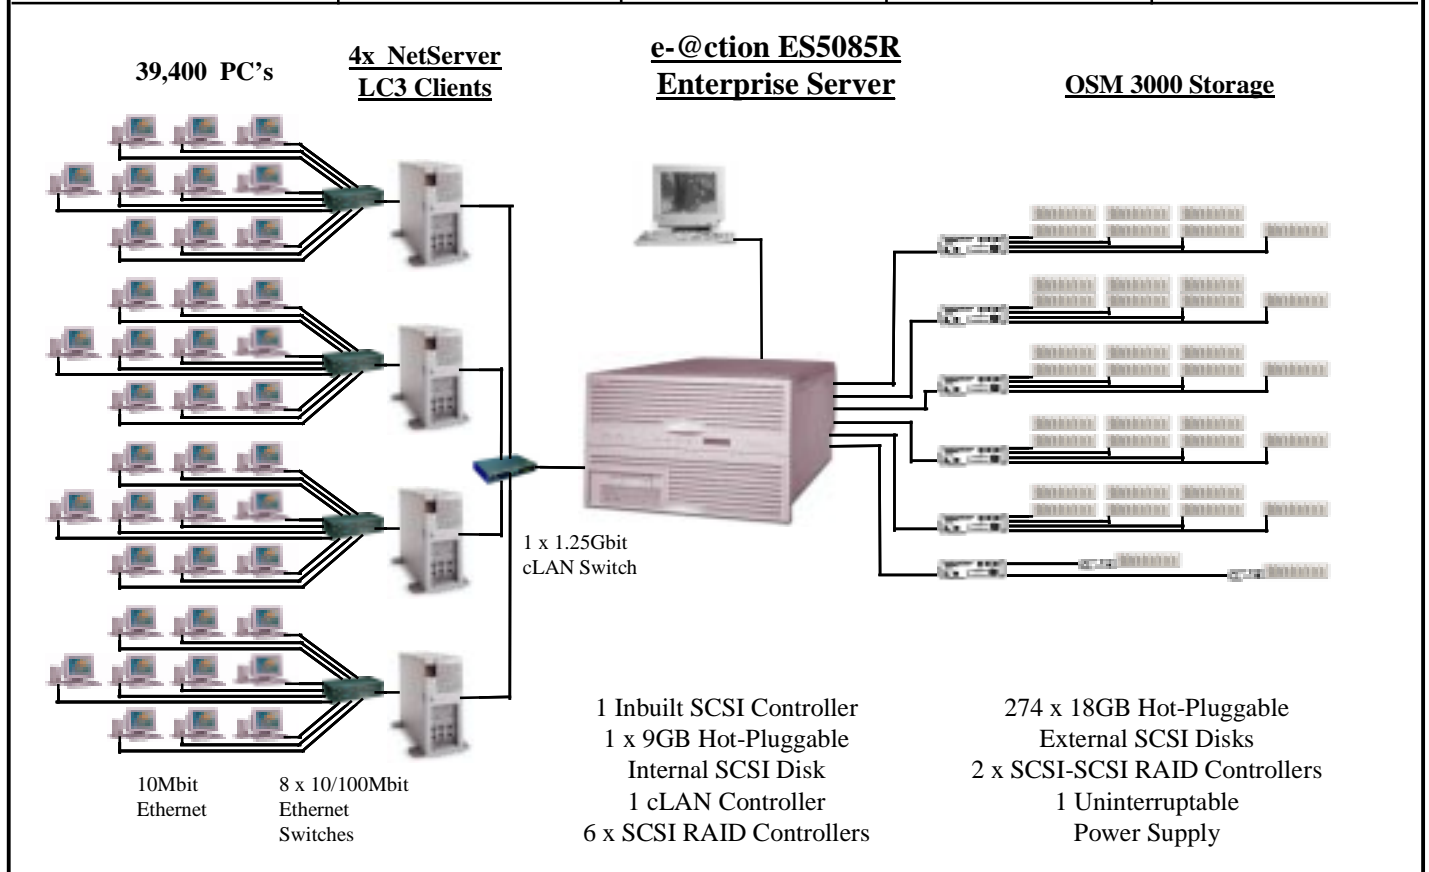 39,400 PC's
4x NetServer
LC3 Clients
e-@ction ES5085R
Enterprise Server
OSM 3000 Storage
1 x 1.25Gbit
cLAN Switch
10Mbit
Ethernet
8 x 10/100Mbit
Ethernet
Switches
1 Inbuilt SCSI Controller
1 x 9GB Hot-Pluggable
Internal SCSI Disk
1 cLAN Controller
6 x SCSI RAID Controllers
274 x 18GB Hot-Pluggable
External SCSI Disks
2 x SCSI-SCSI RAID Controllers
1 Uninterruptable
Power Supply